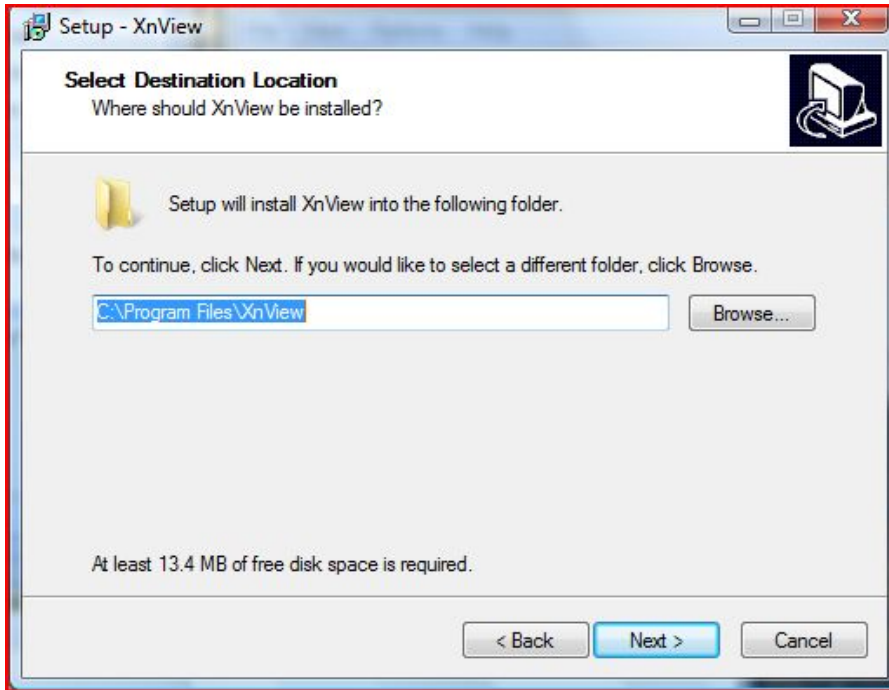 Setup - XnView
Select Destination Location
Where should XnView be installed?
Setup will install XnView into the following folder.
To continue, click Next. If you would like to select a different folder, click Browse.
C:\Program Files\XnView
Browse...
At least 13.4 MB of free disk space is required.
< Back
Next >
Cancel